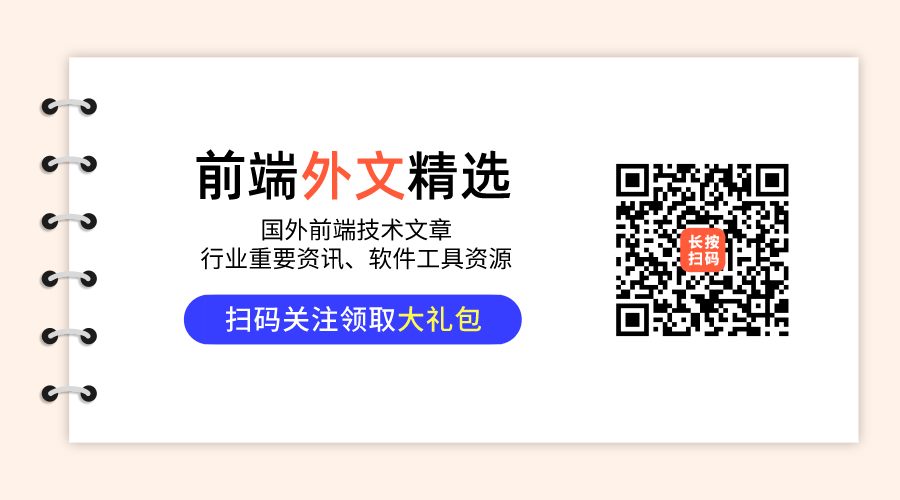 前端外文精选
国外前端技术文章
行业重要资讯、软件工具资源
扫码关注领取大礼包
长按
扫码